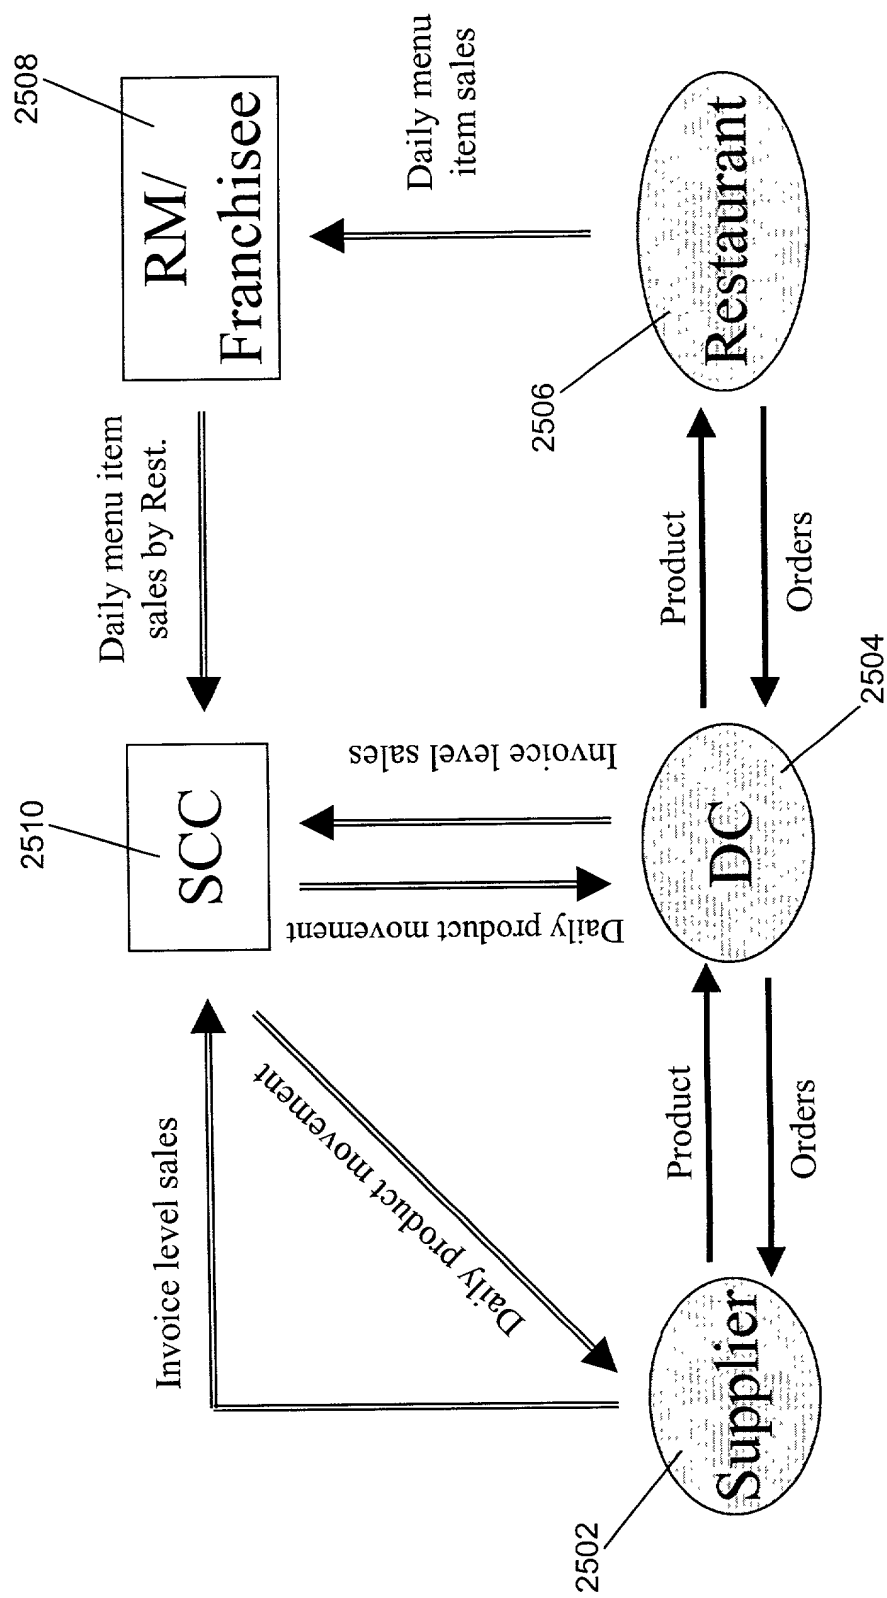 2510
2508
Daily menu item
sales by Rest.
SCC
RM/
Franchisee
Invoice level sales
Daily product movement
Daily product movement
Invoice level sales
Daily menu
item sales
2502
2506
Supplier
Product
DC
Product
Restaurant
Orders
Orders
2504